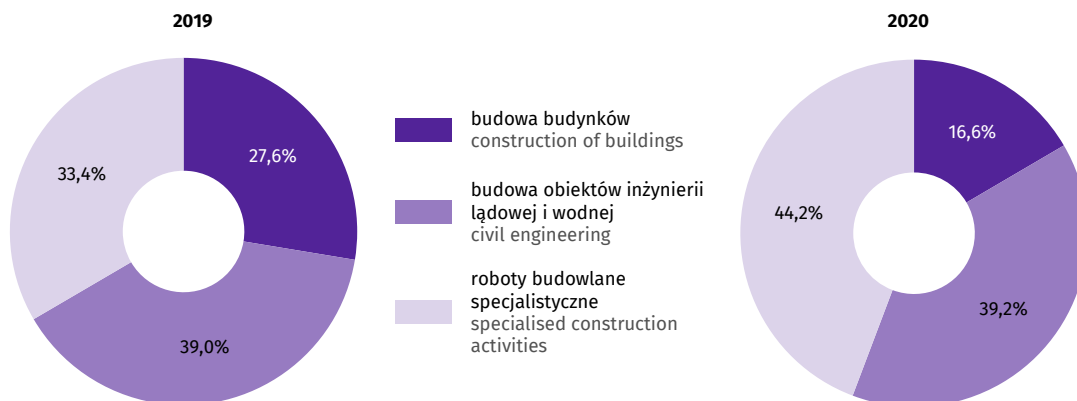 2019
27,6%
33,4%
39,0%
budowa budynków
construction of buildings
budowa obiektów inżynierii
lądowej i wodnej
civil engineering
roboty budowlane
specjalistyczne
specialised construction
activities
2020
16,6%
44,2%
39,2%